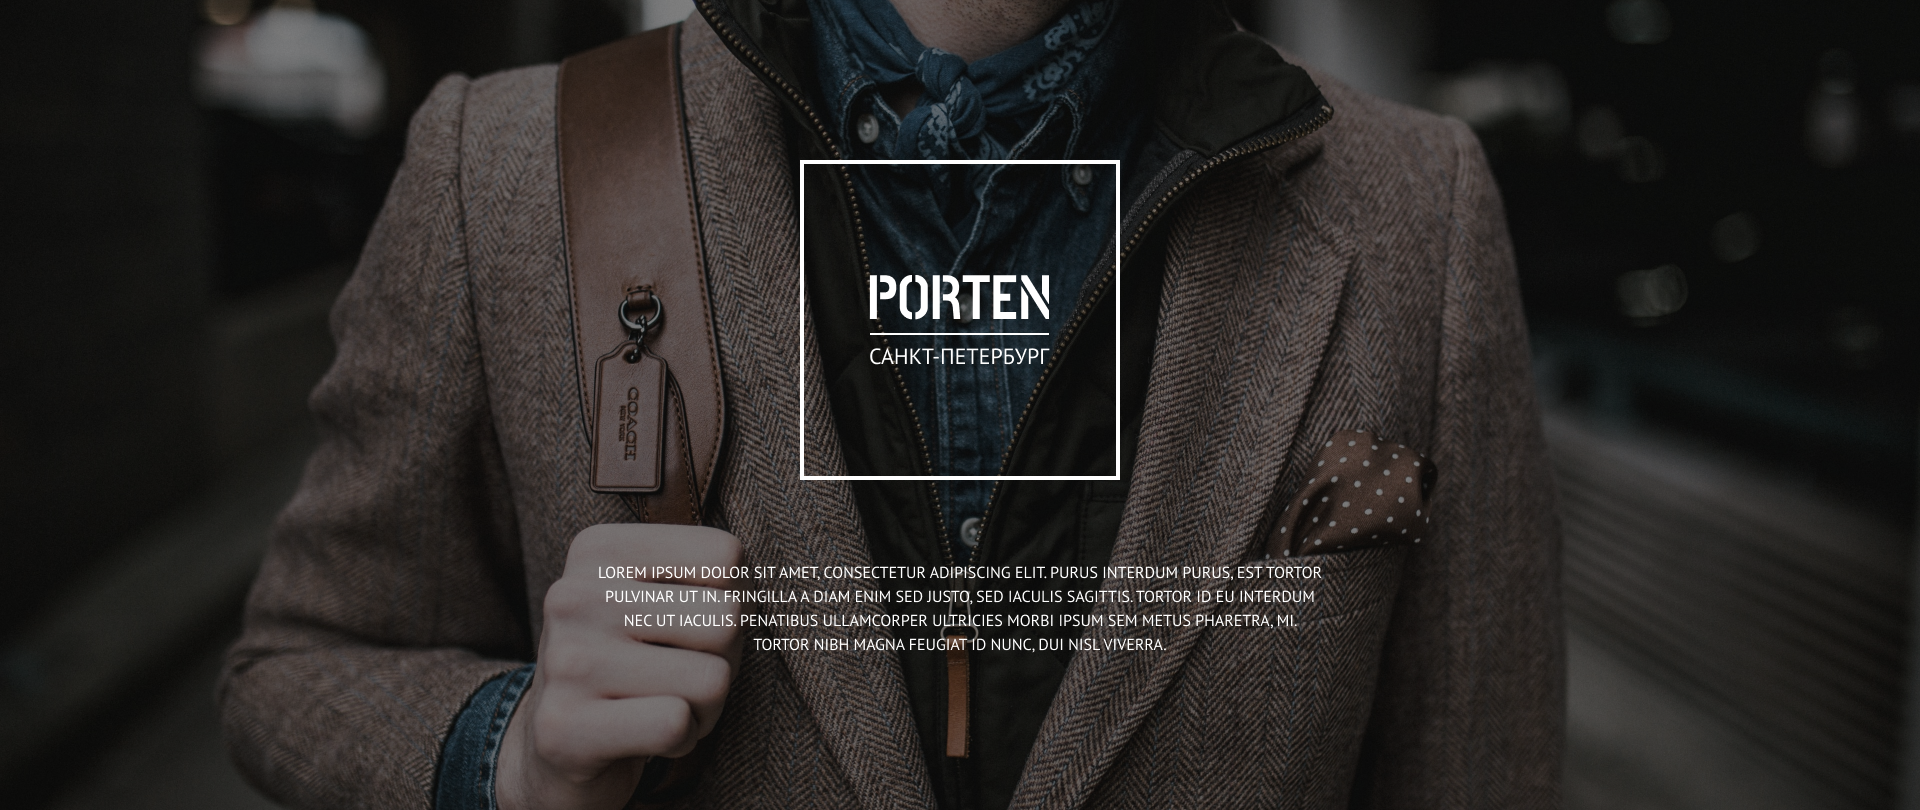 PORTEN
САНКТ-ПЕТЕРБУРГ
COACH
NEW YORK
LOREM IPSUM DOLOR SIT AMET, CONSECTETUR ADIPISCING ELIT. PURUS INTERDUM PURUS, EST TORTOR
PULVINAR UT IN. FRINGILLA A DIAM ENIM SED JUSTO, SED IACULIS SAGITTIS. TORTOR ID EU INTERDUM
NEC UT IACULIS. PENATIBUS ULLAMCORPER ULTRICIES MORBI IPSUM SEM METUS PHARETRA, MI.
TORTOR NIBH MAGNA FEUGIAT ID NUNC, DUI NISL VIVERRA.